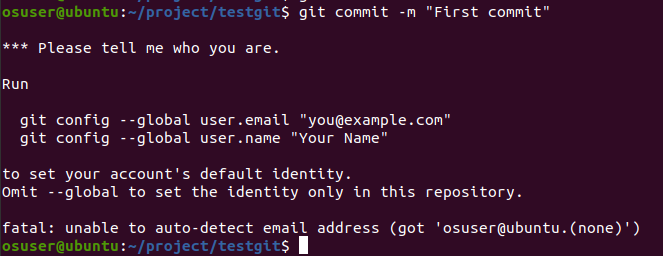 osuser@ubuntu:~/project/testgit$ git commit -m "First commit"
*** Please tell me who you are.
Run
git config --global user.email "you@example.com"
git config --global user.name "Your Name"
to set your account's default identity.
Omit --global to set the identity only in this repository.
fatal: unable to auto-detect email address (got 'osuser@ubuntu.(none)')
osuser@ubuntu:~/project/testgit$